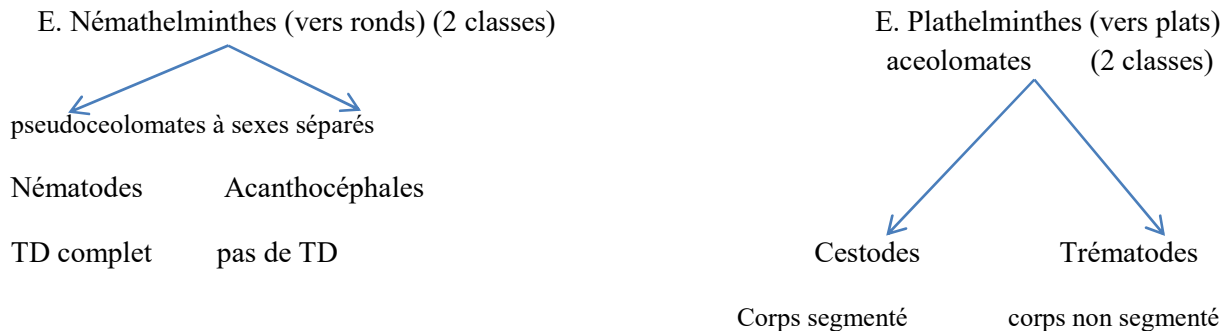 E. Némathelminthes (vers ronds) (2 classes)
pseudoceolomates à sexes séparés
Nématodes Acanthocéphales
TD complet pas de TD
E. Plathelminthes (vers plats)
aceolomates (2 classes)
Cestodes Trématodes
Corps segmenté corps non segmenté